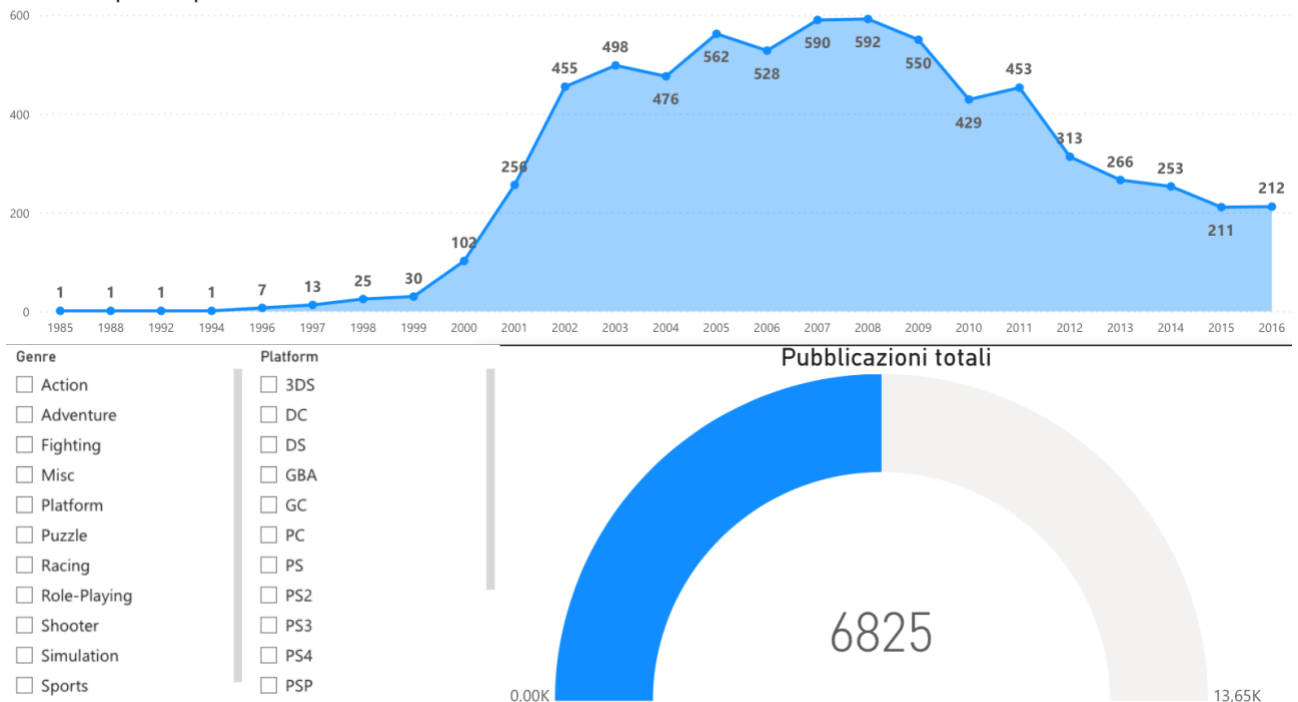 600
400
200
0
1 1 1 1 7 13 25 30 102 256 455 498 476 562 528 590 592 550 429 453 313 266 253 211 212
1985 1988 1992 1994 1996 1997 1998 1999 2000 2001 2002 2003 2004 2005 2006 2007 2008 2009 2010 2011 2012 2013 2014 2015 2016
Genre
Action
Adventure
Fighting
Misc
Platform
Puzzle
Racing
Role-Playing
Shooter
Simulation
Sports
Platform
3DS
DC
DS
GBA
GC
PC
PS
PS2
PS3
PS4
PSP
Pubblicazioni totali
6825
0,00K
13,65K